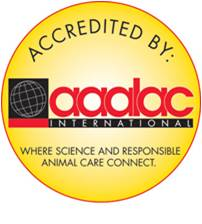 ACCREDITED BY:
aaalac
INTERNATIONAL
WHERE SCIENCE AND RESPONSIBLE
ANIMAL CARE CONNECT.